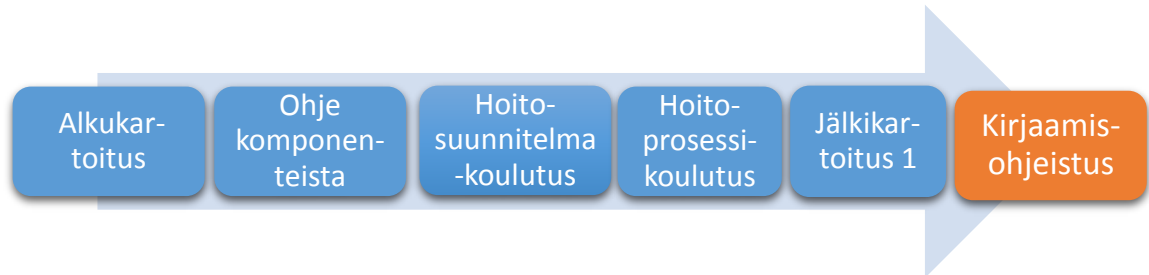 Alkukar-
toitus
Ohje
komponen-
teista
Hoito-
suunnitelma
-koulutus
Hoito-
prosessi-
koulutus
Jälkikar-
toitus 1
Kirjaamis-
ohjeistus